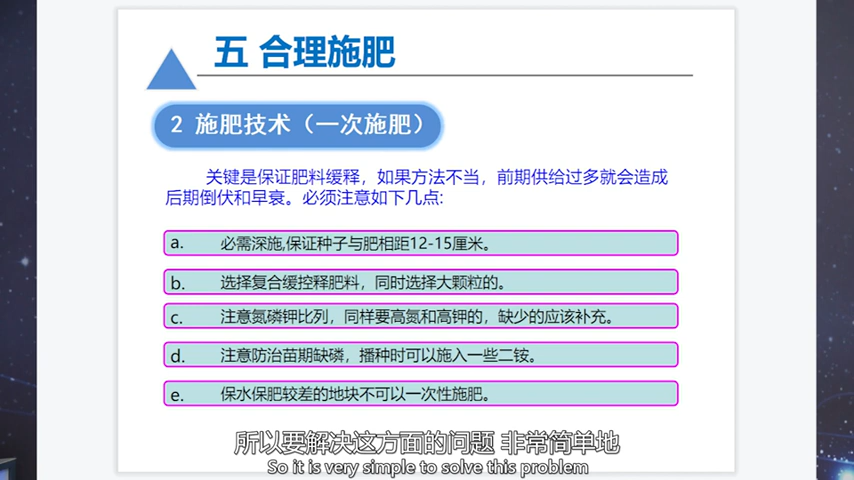 五 合理施肥
2 施肥技术（一次施肥）
关键是保证肥料缓释，如果方法不当，前期供给过多就会造成
后期倒伏和早衰。必须注意如下几点:
a. 必需深施,保证种子与肥相距12-15厘米。
b. 选择复合缓控释肥料，同时选择大颗粒的。
c. 注意氮磷钾比列，同样要高氮和高钾的，缺少的应该补充。
d. 注意防治苗期缺磷，播种时可以施入一些二铵。
e. 保水保肥较差的地块不可以一次性施肥。
所以要解决这方面的问题 非常简单地
So it is very simple to solve this problem